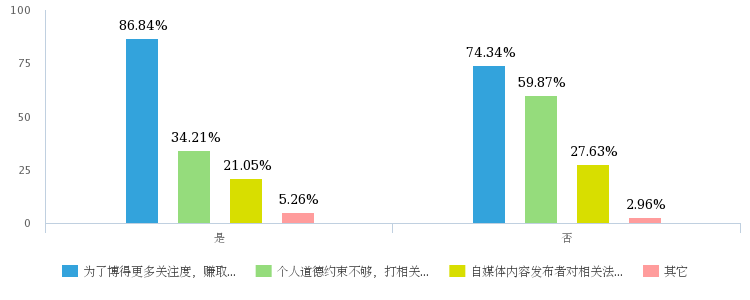 100
86.84%
74.34%
75
59.87%
50
34.21%
27.63%
25
21.05%
5.26%
2.96%
0
是
否
为了博得更多关注度，赚取...
个人道德约束不够，打相关...
自媒体内容发布者对相关法...
其它